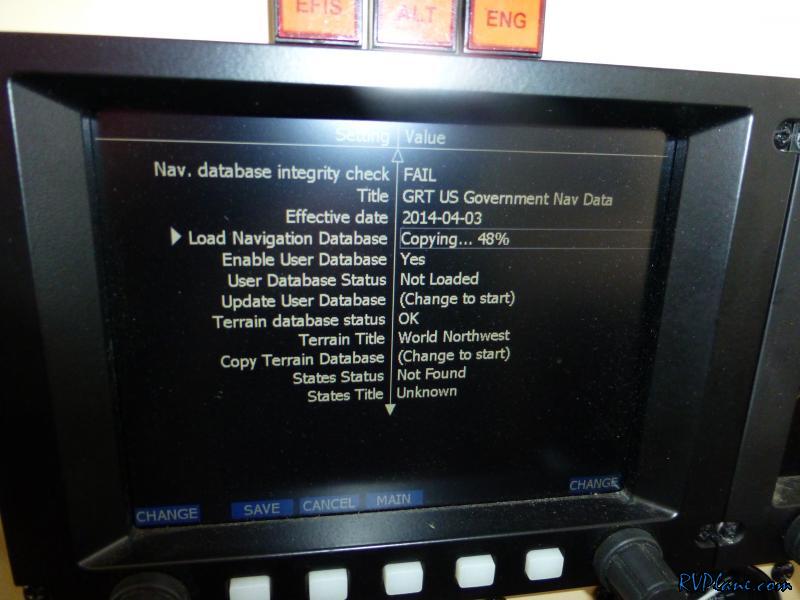 EFIS ALT ENG
Setting Value
Nav. database integrity check FAIL
Title GRT US Government Nav Data
Effective date 2014-04-03
Load Navigation Database Copying... 48%
Enable User Database Yes
User Database Status Not Loaded
Update User Database (Change to start)
Terrain database status OK
Terrain Title World Northwest
Copy Terrain Database (Change to start)
States Status Not Found
States Title Unknown
CHANGE SAVE CANCEL MAIN CHANGE
RVPlane.com